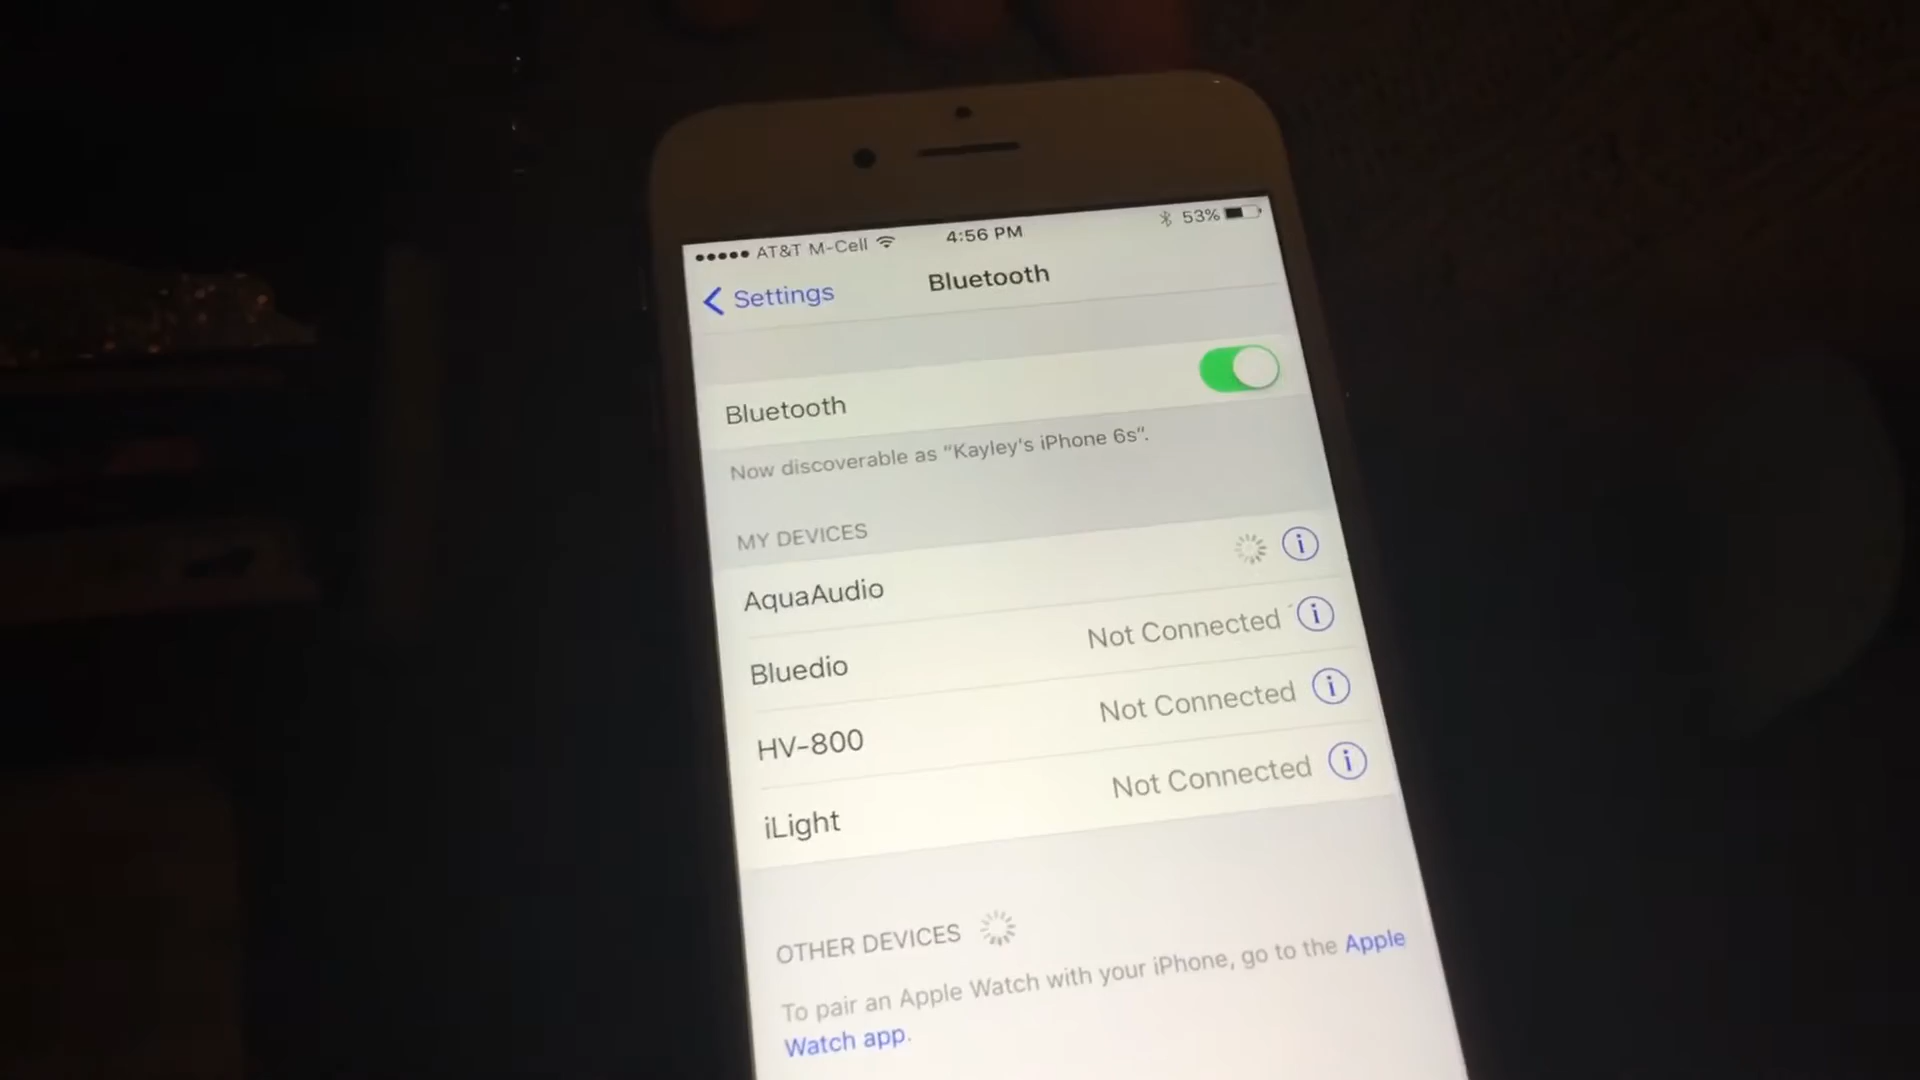 AT&T M-Cell 4:56 PM 53%
Settings Bluetooth
Bluetooth
Now discoverable as "Kayley's iPhone 6s".
MY DEVICES
AquaAudio
Bluedio Not Connected
HV-800 Not Connected
iLight Not Connected
OTHER DEVICES
To pair an Apple Watch with your iPhone, go to the Apple
Watch app.